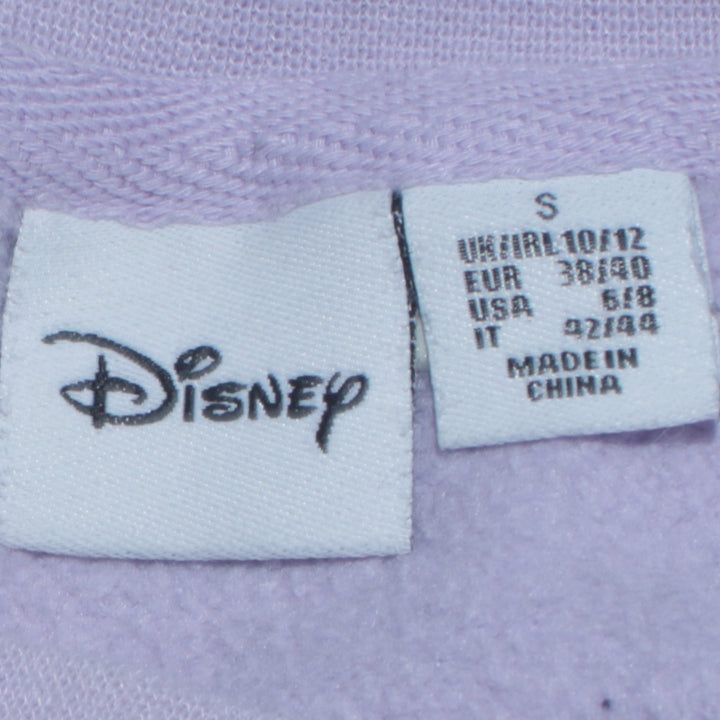 Disney
S
UK/IRL 10/12
EUR 38/40
USA 6/8
IT 42/44
MADE IN
CHINA